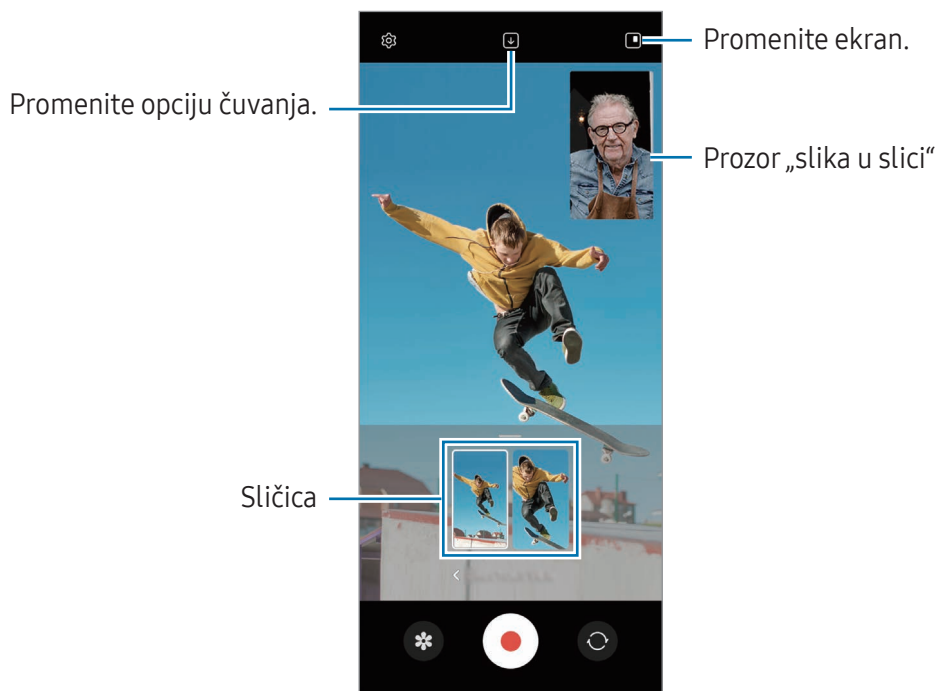 Promenite ekran.
Promenite opciju čuvanja.
Prozor „slika u slici“
Sličica